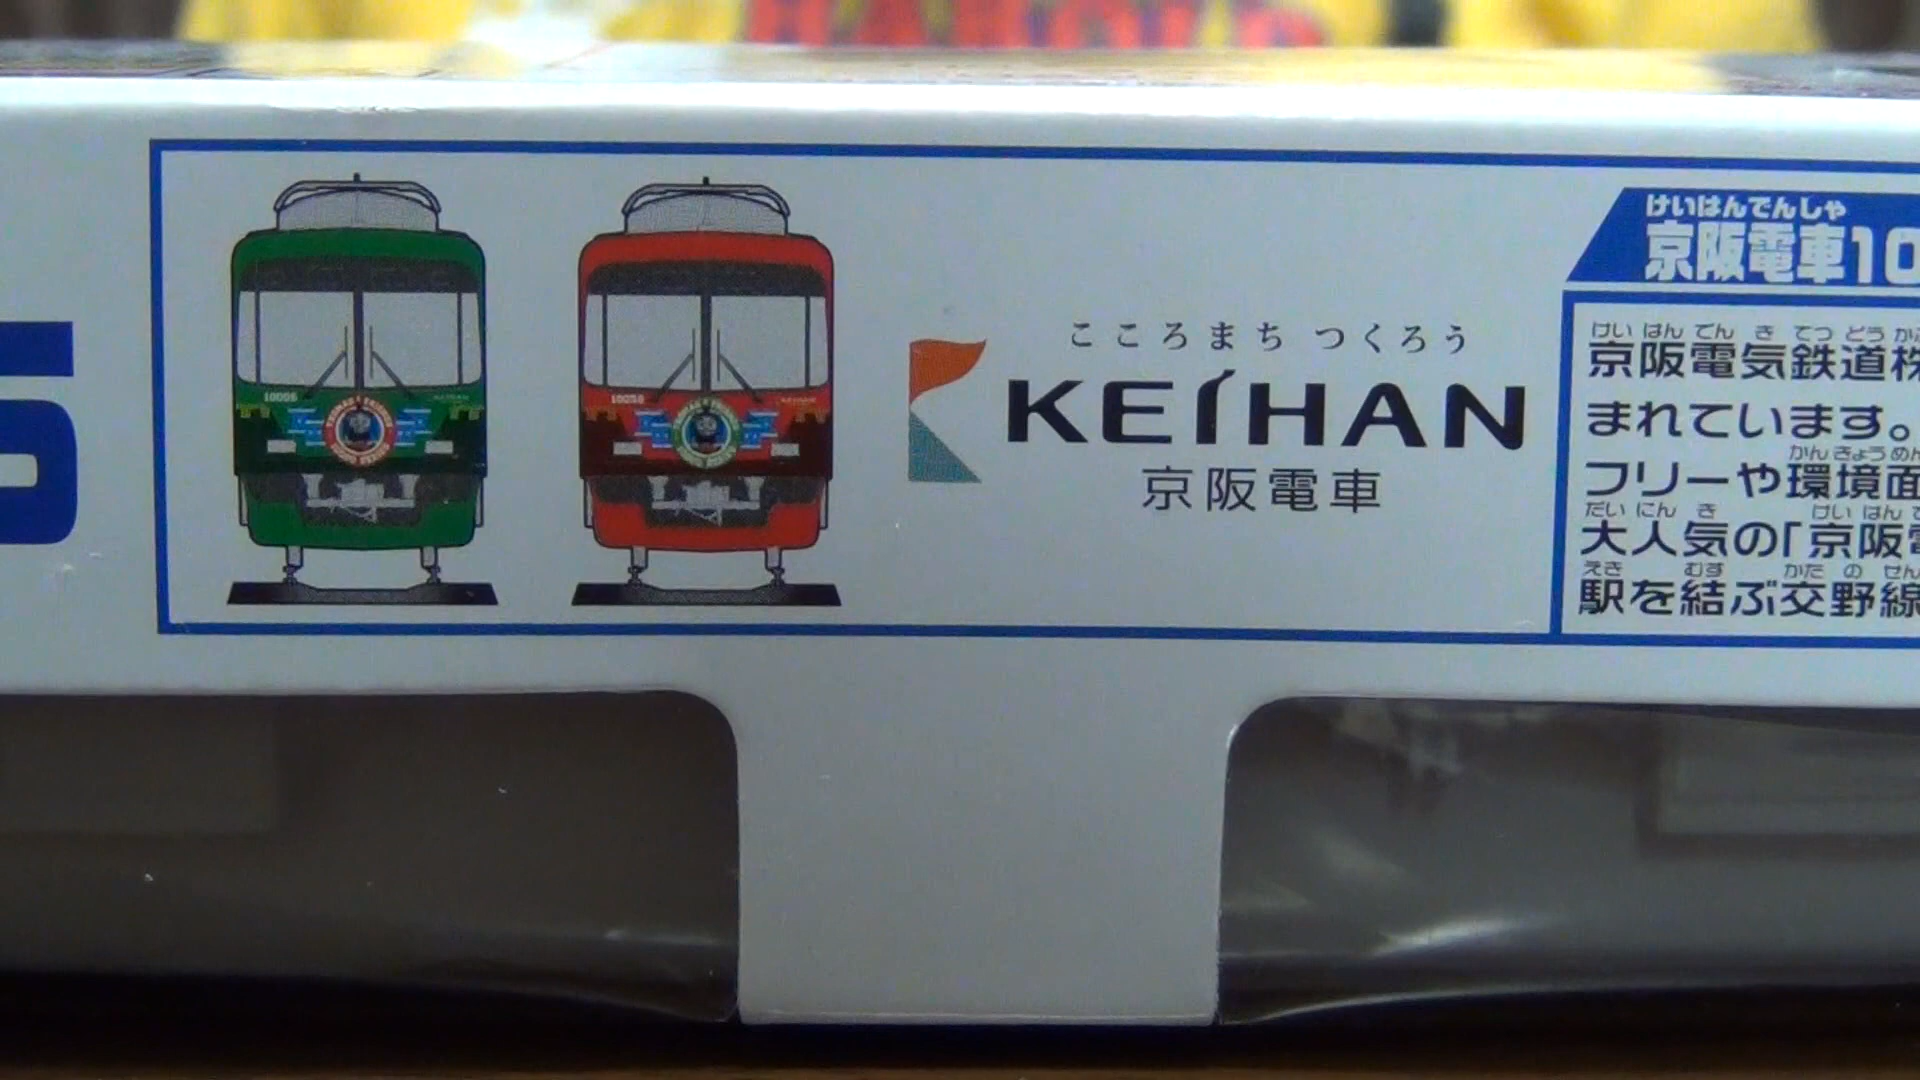 HAROLD
10006
10056
こころまち つくろう
KEIHAN
京阪電車
けいはんでんしゃ
京阪電車10
けい はん でん き てつ どう
京阪電気鉄道株
まれています。
かんきょうめん
フリーや環境面
だい にん き けい はん
大人気の「京阪電
えき むす かた の せん
駅を結ぶ交野線